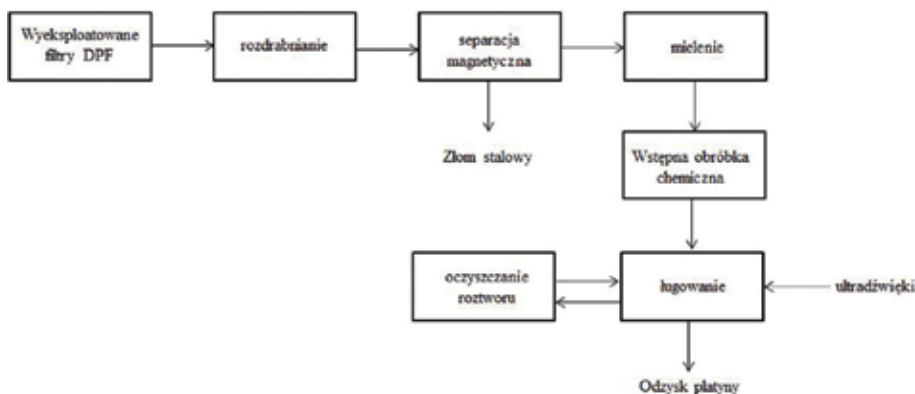 Wyeksploatowane
filtry DPF
rozdrabnianie
separacja
magnetyczna
mielenie
Złom stalowy
Wstępna obróbka
chemiczna
oczyszczanie
roztworu
ługowanie
ultradźwięki
Odzysk platyny